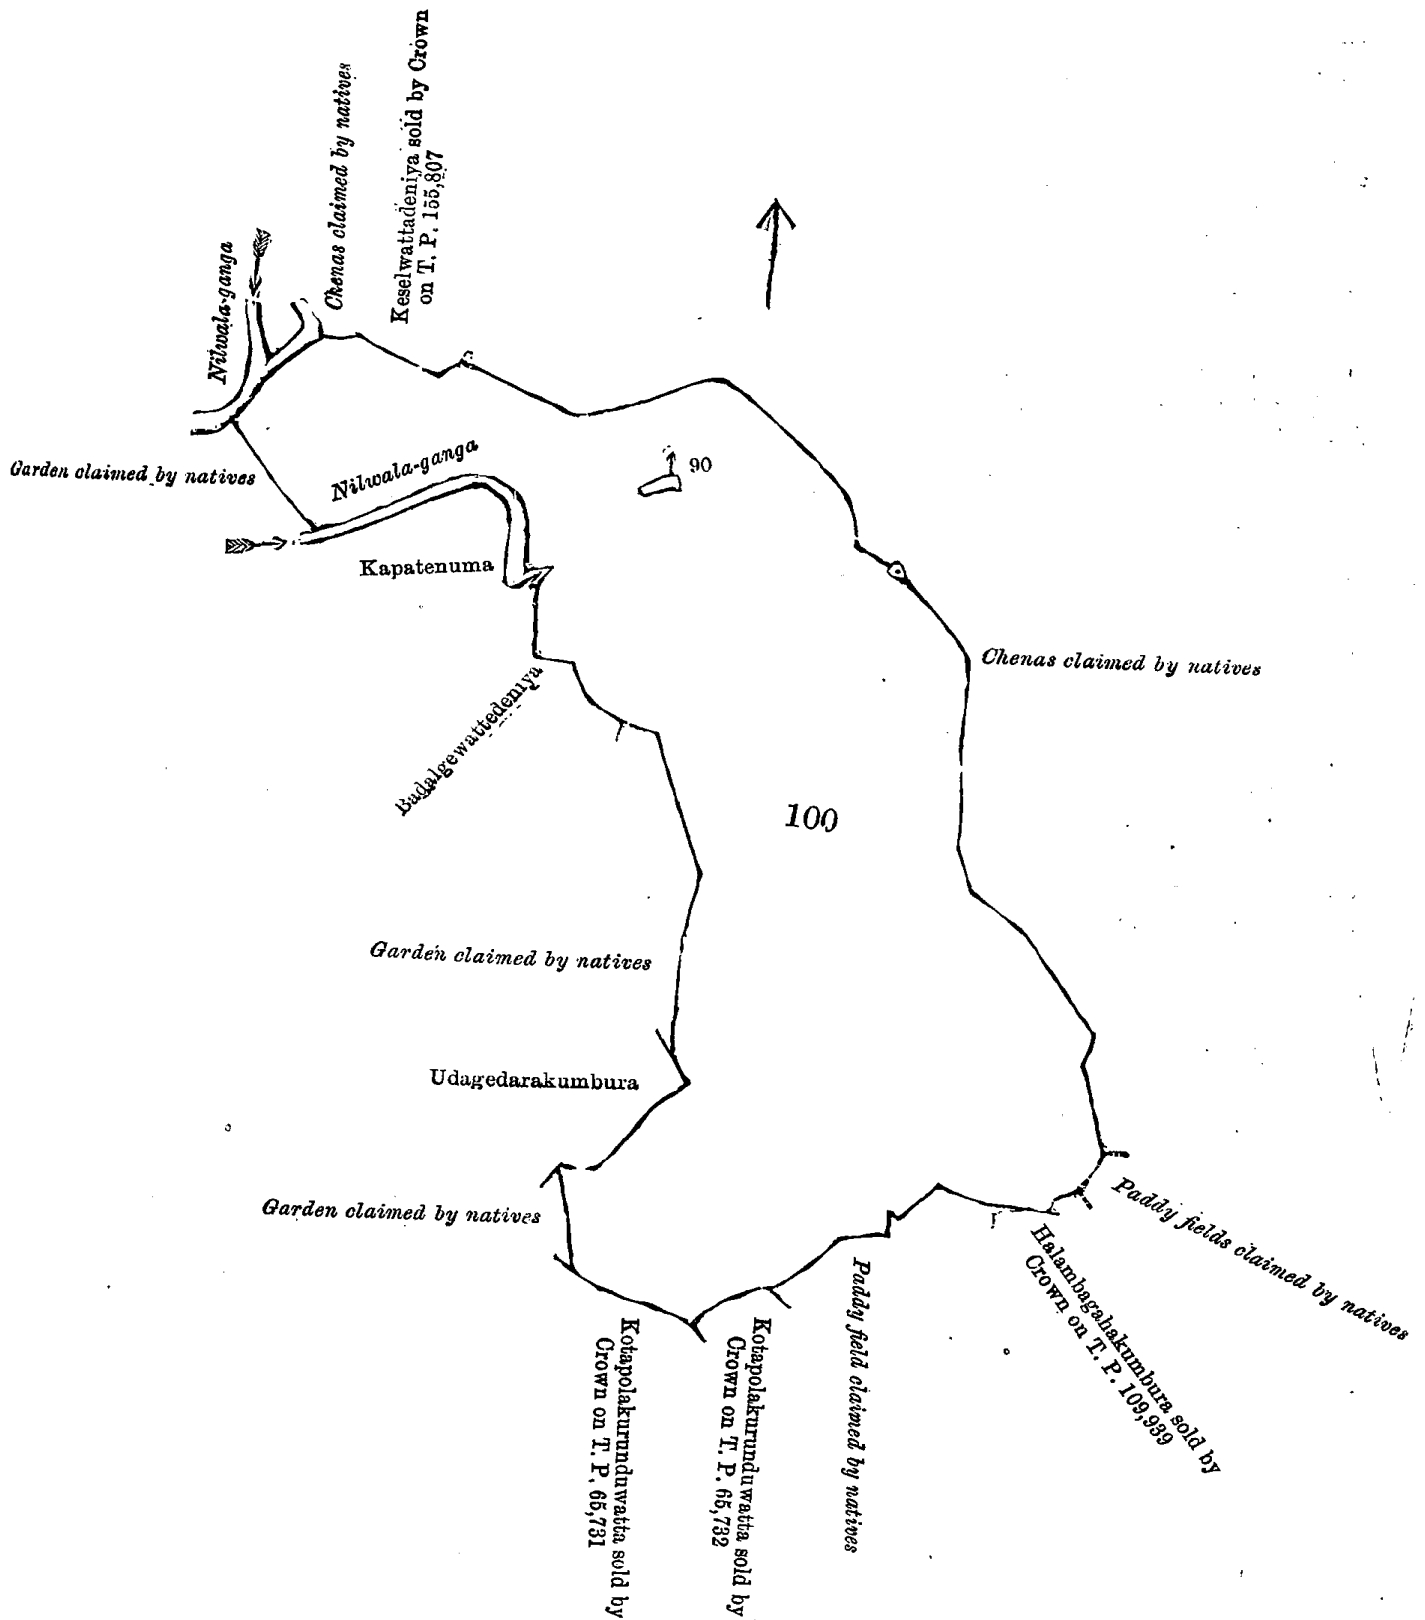 Nilwala-ganga
Chenas claimed by natives
Keselwattadeniya sold by Crown
on T. P. 155,807
Garden claimed by natives
Nilwala-ganga
90
Kapatenuma
Chenas claimed by natives
Badalgewattedeniya
100
Garden claimed by natives
Udagedarakumbura
Garden claimed by natives
Paddy fields claimed by natives
Halambagahakumbura sold by
Crown on T. P. 109,939
Paddy field claimed by natives
Kotapolakurunduwatta sold by
Crown on T. P. 65,732
Kotapolakurunduwatta sold by
Crown on T. P. 65,731